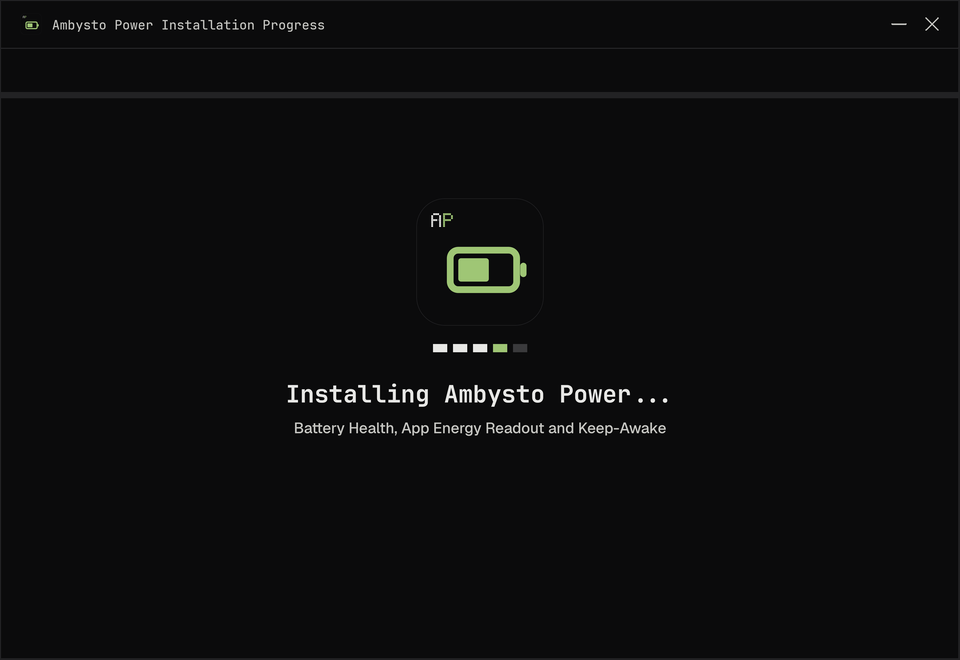 Ambysto Power Installation Progress
AP
Installing Ambysto Power...
Battery Health, App Energy Readout and Keep-Awake